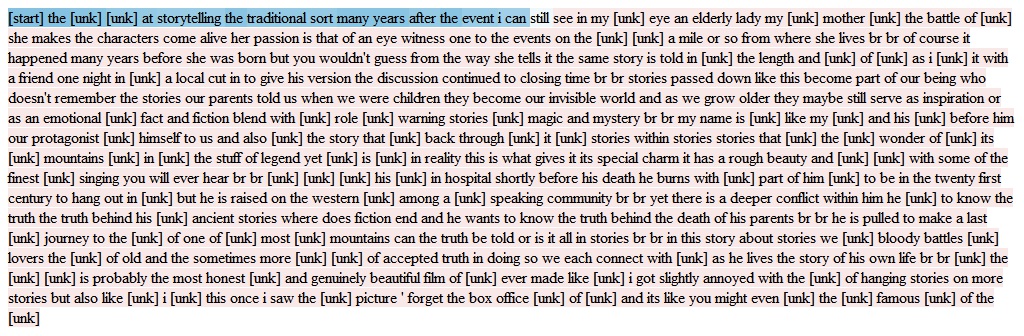 [start] the [unk] [unk] at storytelling the traditional sort many years after the event i can still see in my [unk] eye an elderly lady my [unk] mother [unk] the battle of [unk]
she makes the characters come alive her passion is that of an eye witness one to the events on the [unk] [unk] a mile or so from where she lives br br of course it
happened many years before she was born but you wouldn't guess from the way she tells it the same story is told in [unk] the length and [unk] of [unk] as i [unk] it with
a friend one night in [unk] a local cut in to give his version the discussion continued to closing time br br stories passed down like this become part of our being who
doesn't remember the stories our parents told us when we were children they become our invisible world and as we grow older they maybe still serve as inspiration or
as an emotional [unk] fact and fiction blend with [unk] role [unk] warning stories [unk] magic and mystery br br my name is [unk] like my [unk] and his [unk] before him
our protagonist [unk] himself to us and also [unk] the story that [unk] back through [unk] it [unk] stories within stories stories that [unk] the [unk] wonder of [unk] its
[unk] mountains [unk] in [unk] the stuff of legend yet [unk] is [unk] in reality this is what gives it its special charm it has a rough beauty and [unk] [unk] with some of the
finest [unk] singing you will ever hear br br [unk] [unk] his [unk] in hospital shortly before his death he burns with [unk] part of him [unk] to be in the twenty first
century to hang out in [unk] but he is raised on the western [unk] among a [unk] speaking community br br yet there is a deeper conflict within him he [unk] to know the
truth the truth behind his [unk] ancient stories where does fiction end and he wants to know the truth behind the death of his parents br br he is pulled to make a last
[unk] journey to the [unk] of one of [unk] most [unk] mountains can the truth be told or is it all in stories br br in this story about stories we [unk] bloody battles [unk]
lovers the [unk] of old and the sometimes more [unk] [unk] of accepted truth in doing so we each connect with [unk] as he lives the story of his own life br br [unk] the
[unk] [unk] is probably the most honest [unk] and genuinely beautiful film of [unk] ever made like [unk] i got slightly annoyed with the [unk] of hanging stories on more
stories but also like [unk] i [unk] this once i saw the [unk] picture ' forget the box office [unk] of [unk] and its like you might even [unk] the [unk] famous [unk] of the
[unk]